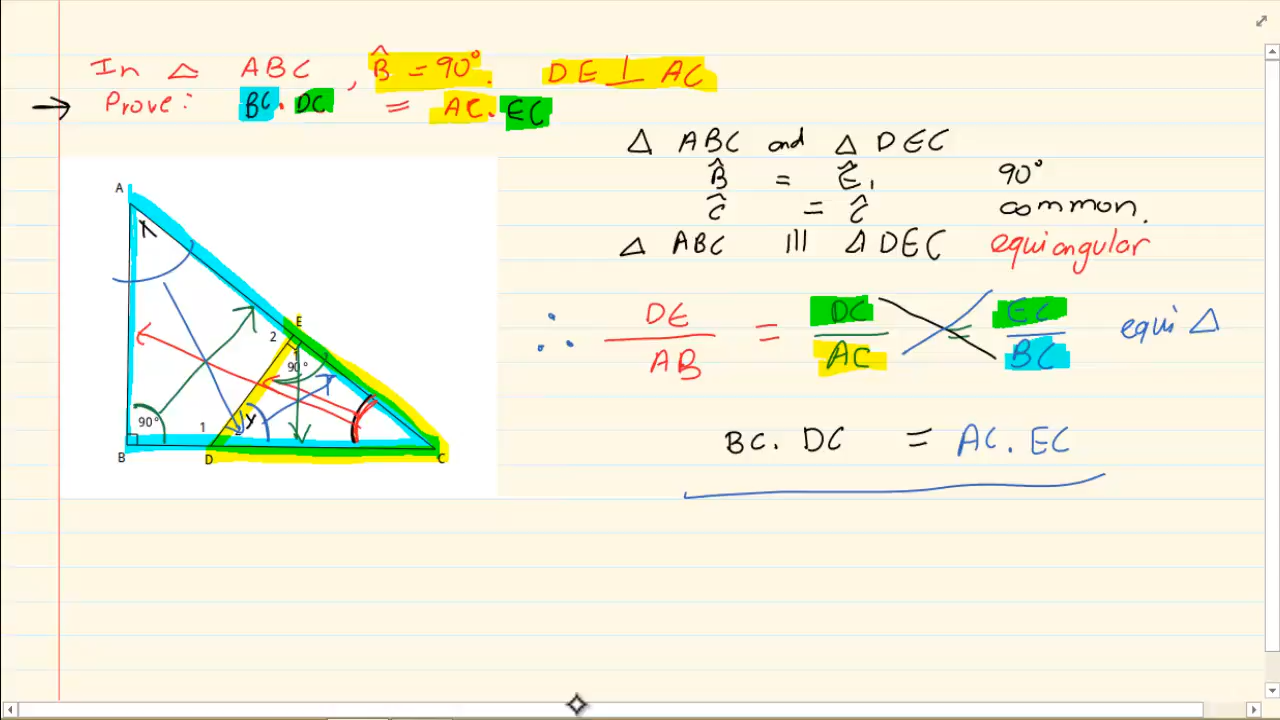 In △ ABC, B̂ = 90°. DE ⊥ AC
Prove: BC. DC = AC. EC
△ ABC and △ DEC
B̂ = Ê₁ 90°
Ĉ = Ĉ common.
△ ABC ||| △ DEC equiangular
∴ DE/AB = DC/AC = EC/BC equi △
BC. DC = AC. EC
A
x
E
2
1
90°
90°
1
2
y
B
D
C